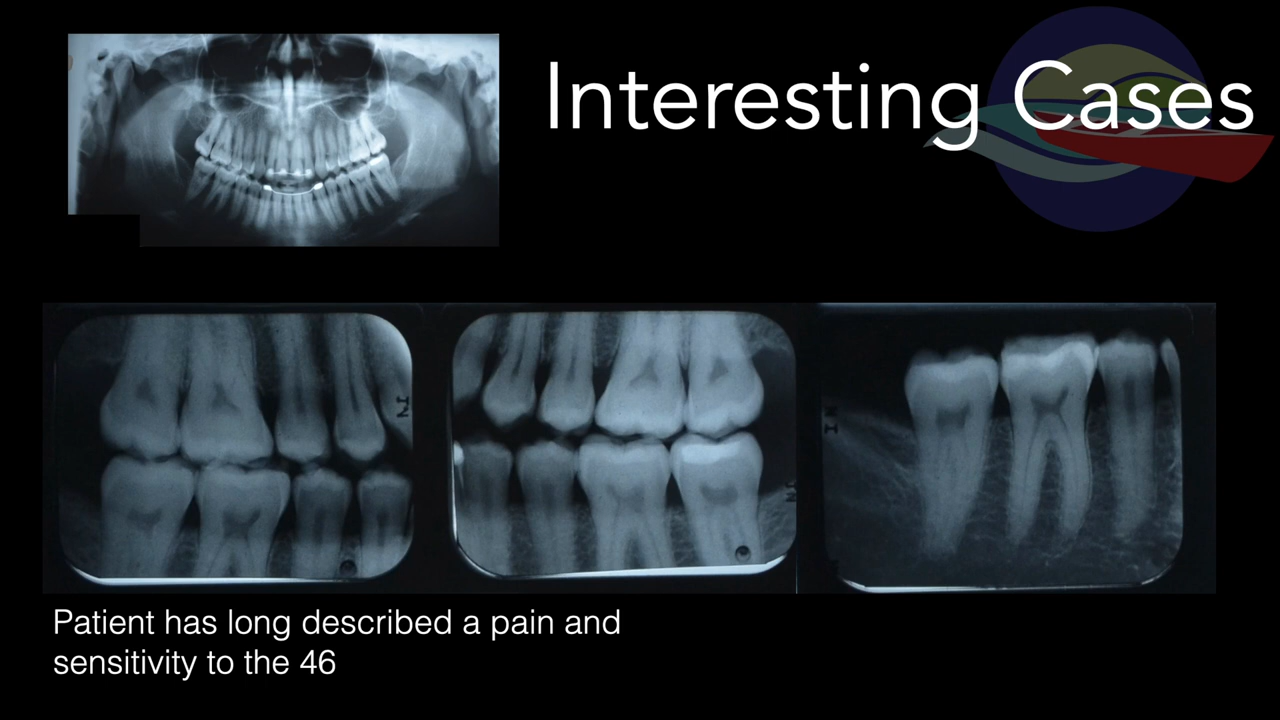 Interesting Cases
Patient has long described a pain and
sensitivity to the 46